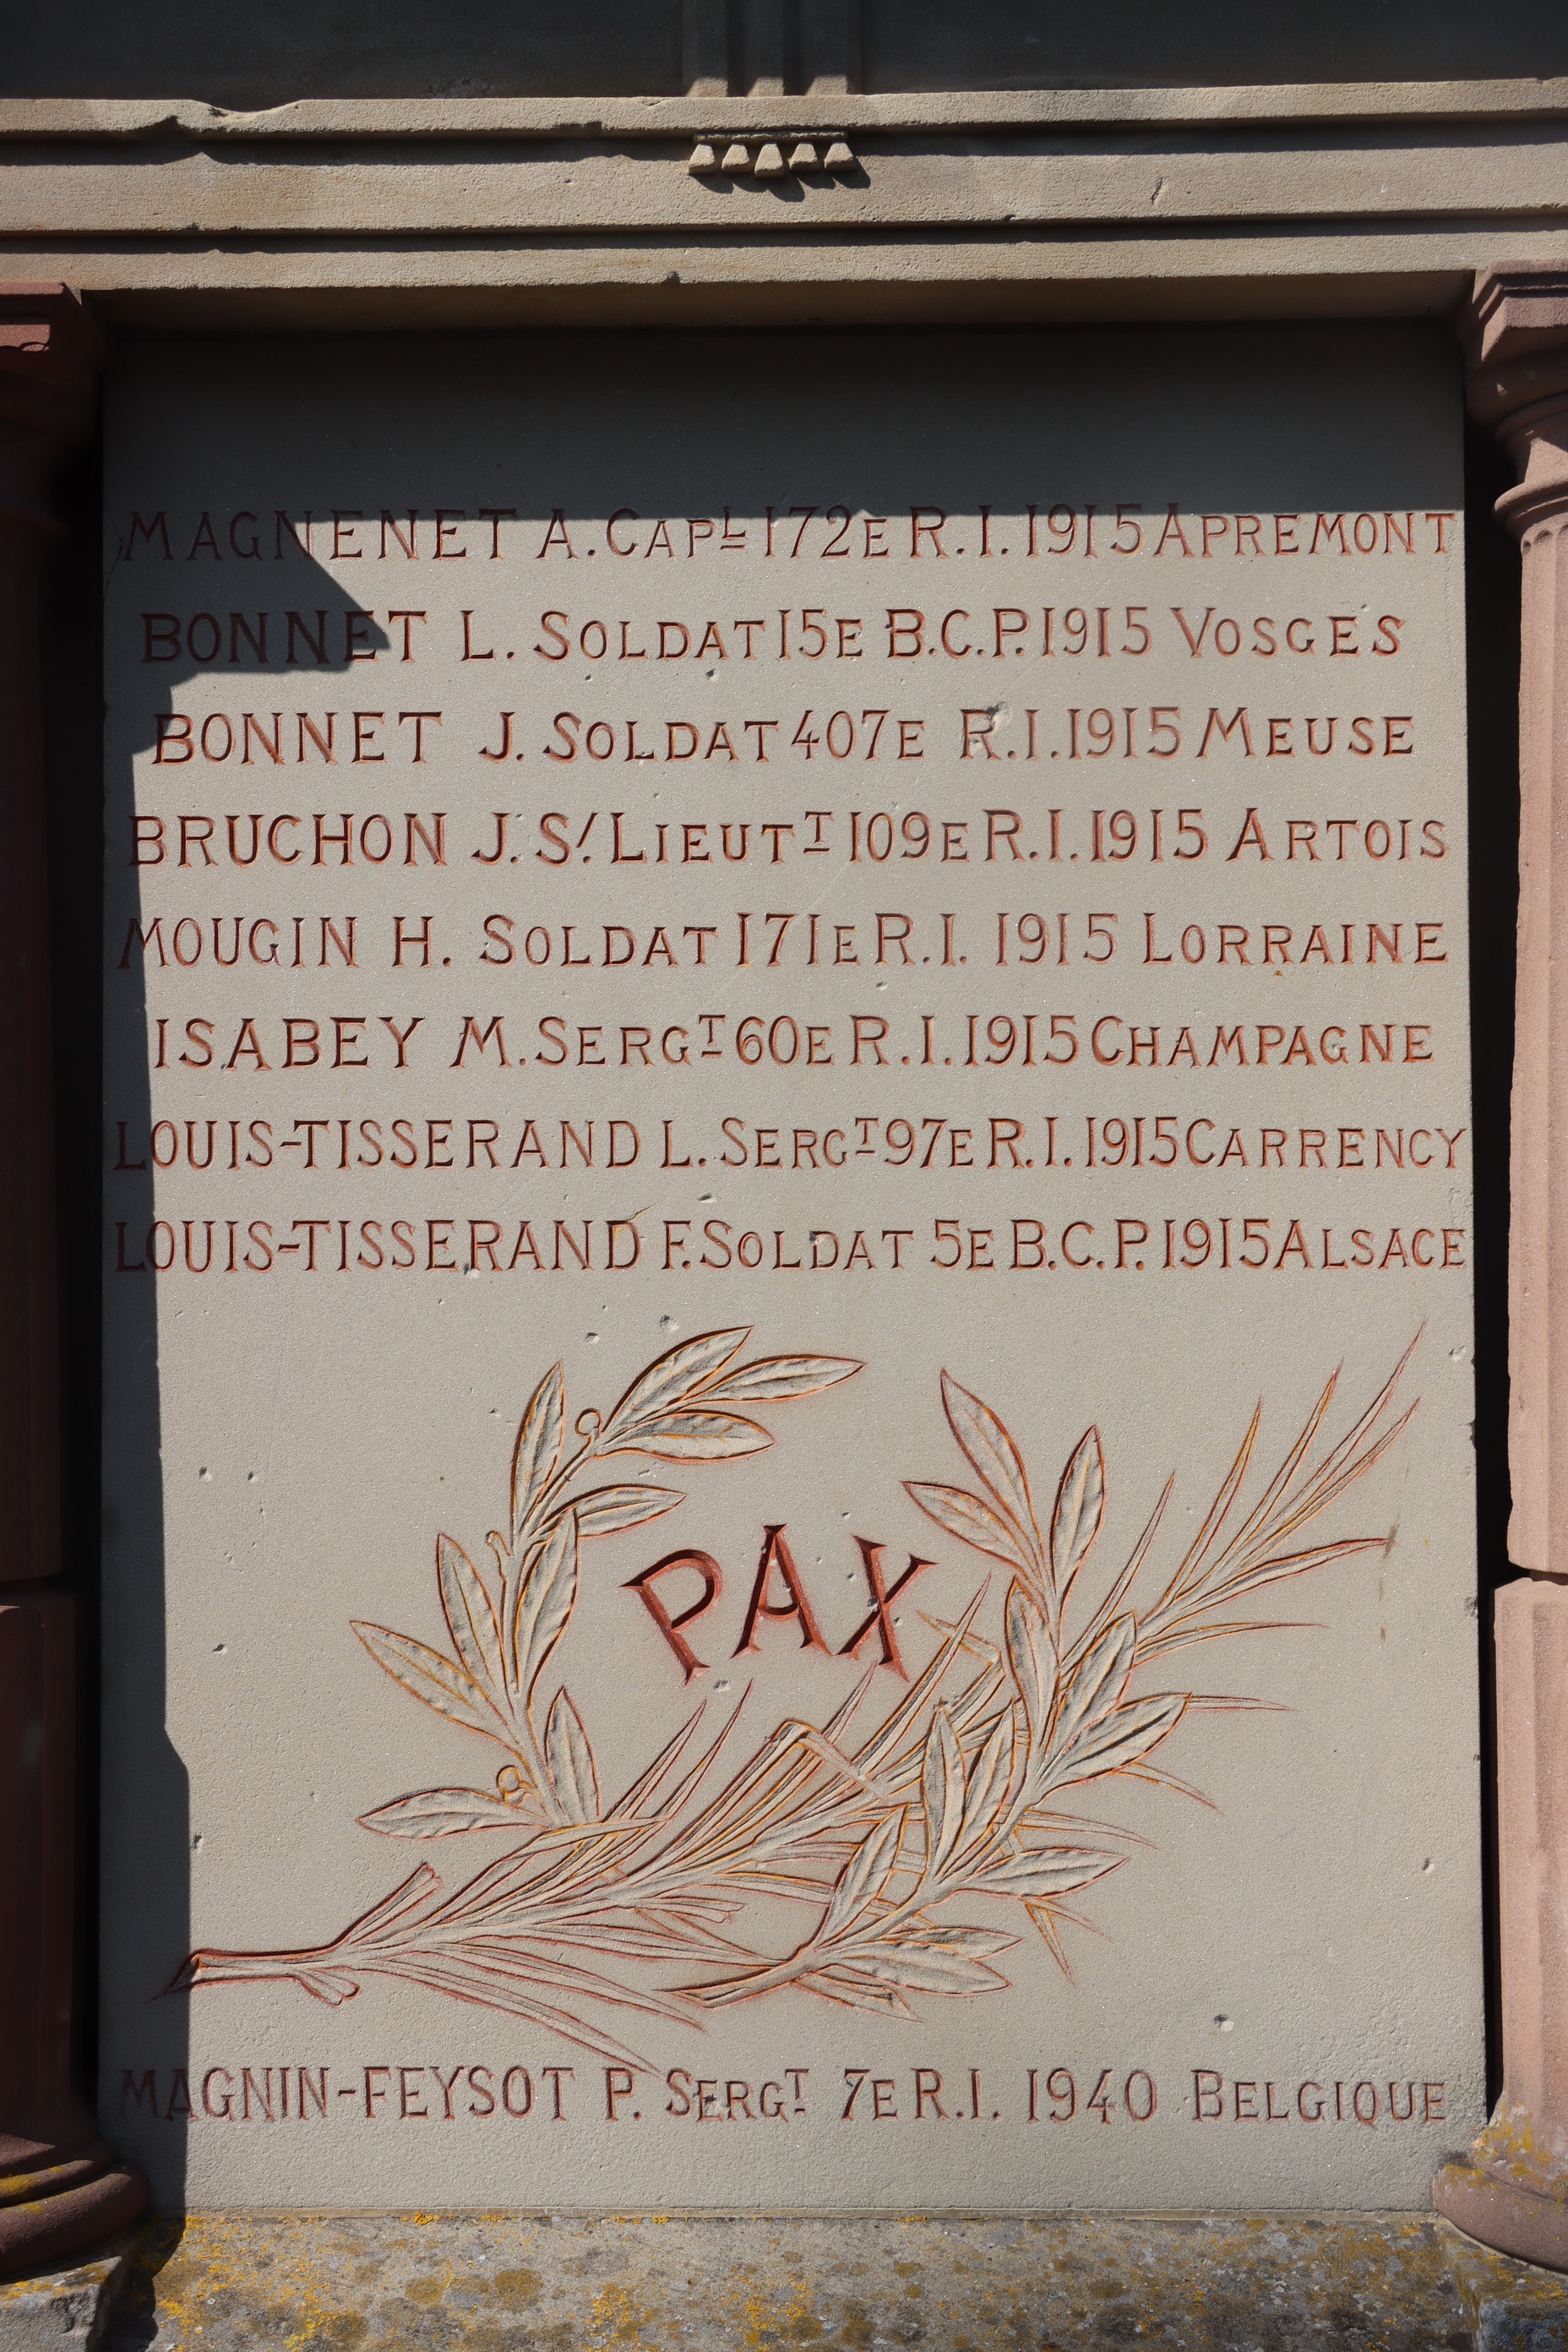 MAGNENET A. CAPL 172E R.I. 1915 APREMONT
BONNET L. SOLDAT 15E B.C.P. 1915 VOSGES
BONNET J. SOLDAT 407E R.I. 1915 MEUSE
BRUCHON J. S/. LIEUTT 109E R.I. 1915 ARTOIS
MOUGIN H. SOLDAT 171E R.I. 1915 LORRAINE
ISABEY M. SERGT 60E R.I. 1915 CHAMPAGNE
LOUIS-TISSERAND L. SERGT 97E R.I. 1915 CARRENCY
LOUIS-TISSERAND F. SOLDAT 5E B.C.P. 1915 ALSACE
PAX
MAGNIN-FEYSOT P. SERGT 7E R.I. 1940 BELGIQUE